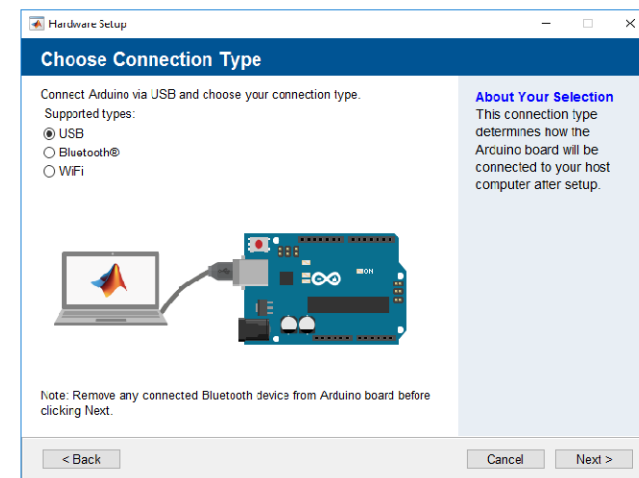 Hardware Setup
Choose Connection Type
Connect Arduino via USB and choose your connection type.
Supported types:
USB
Bluetooth®
WiFi
ON
Note: Remove any connected Bluetooth device from Arduino board before
clicking Next.
About Your Selection
This connection type
determines how the
Arduino board will be
connected to your host
computer after setup.
< Back
Cancel
Next >